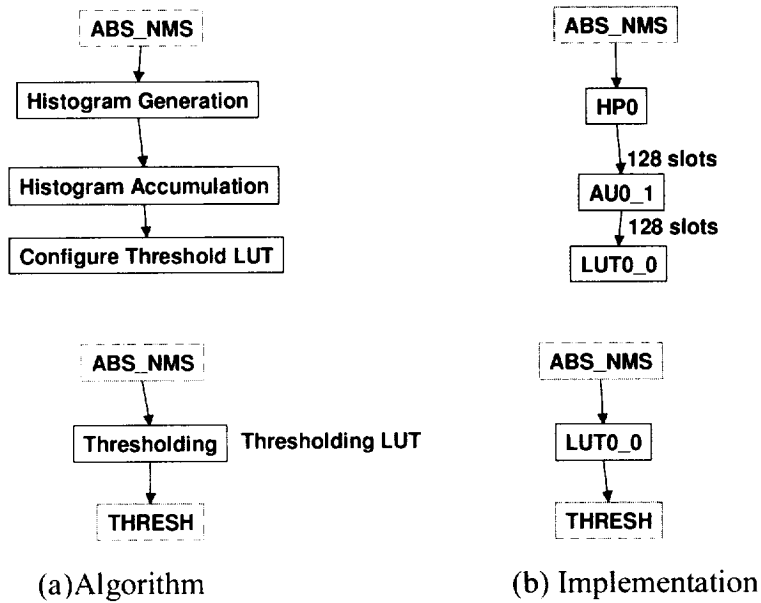 ABS_NMS
Histogram Generation
Histogram Accumulation
Configure Threshold LUT
ABS_NMS
HP0
128 slots
AU0_1
128 slots
LUT0_0
ABS_NMS
Thresholding
Thresholding LUT
THRESH
ABS_NMS
LUT0_0
THRESH
(a)Algorithm
(b) Implementation